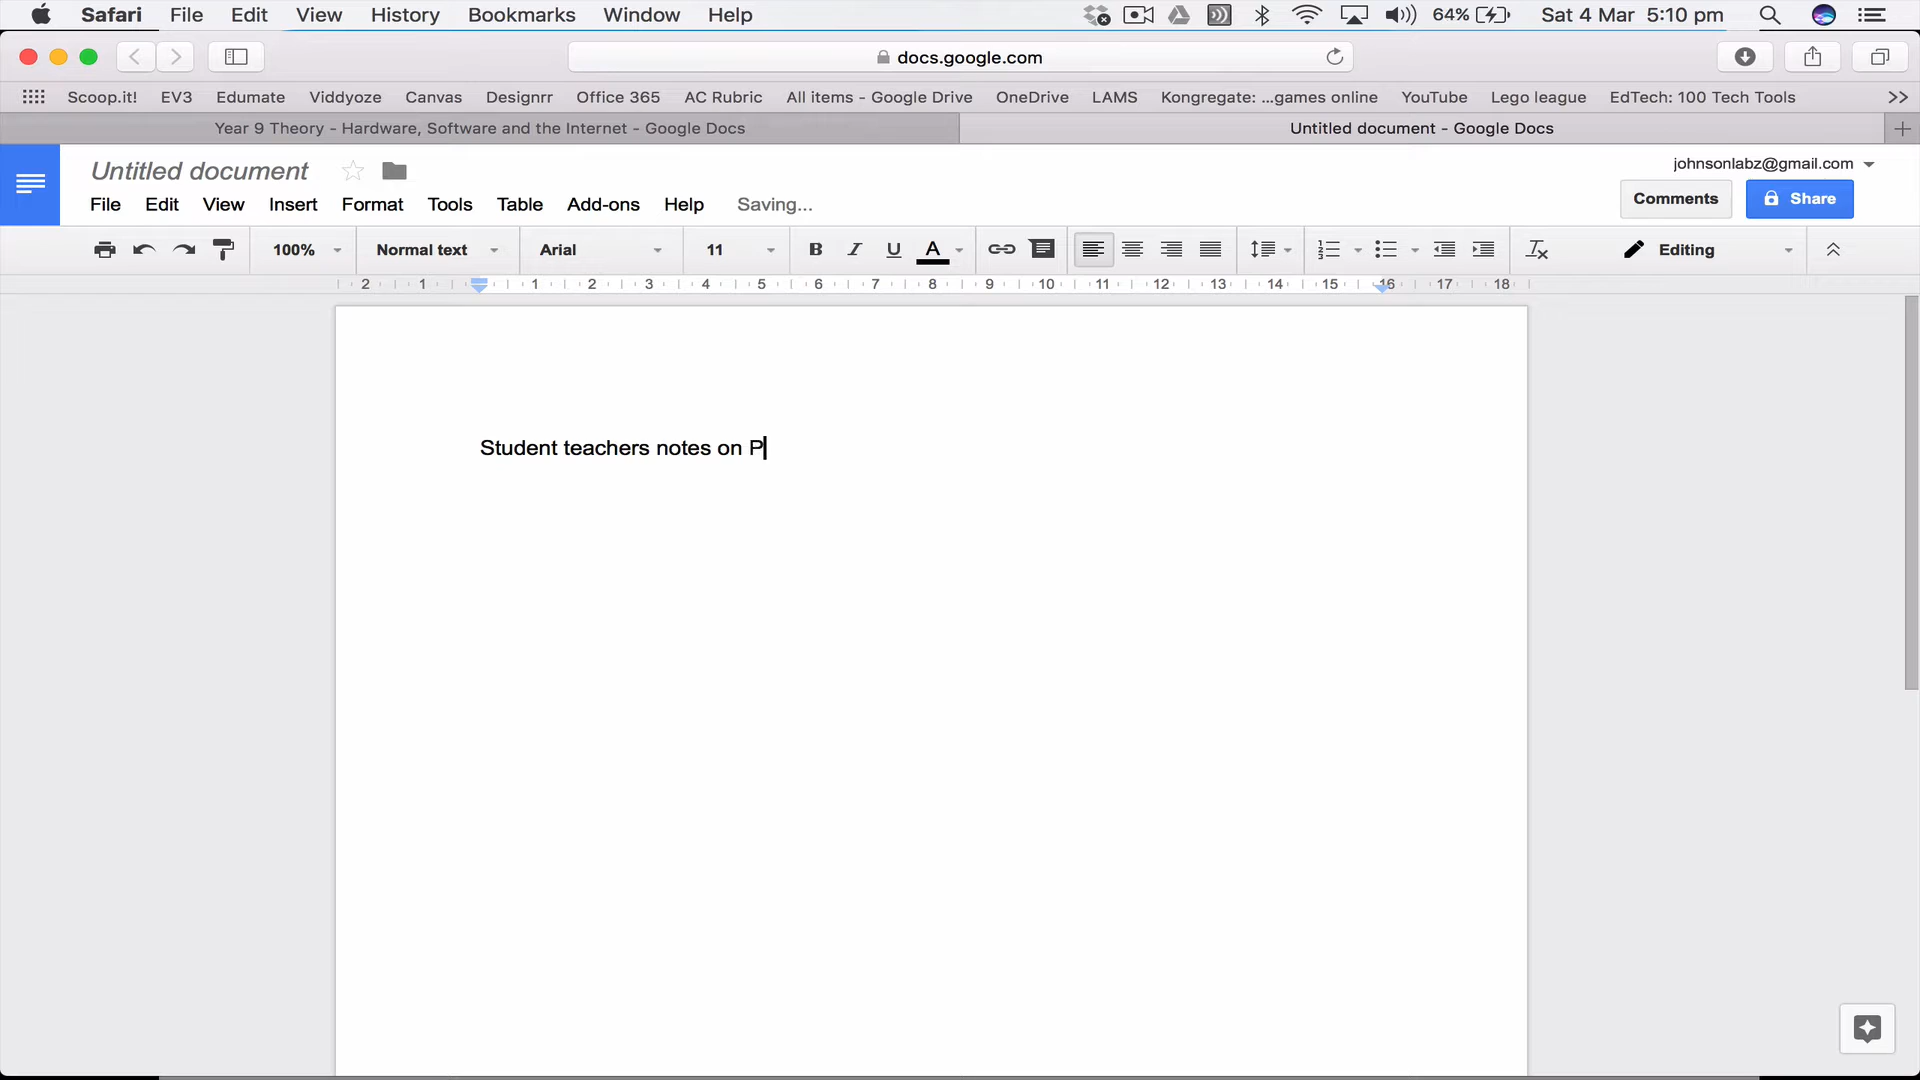 Safari File Edit View History Bookmarks Window Help 64% Sat 4 Mar 5:10 pm
docs.google.com
Scoop.it! EV3 Edumate Viddyoze Canvas Designrr Office 365 AC Rubric All items - Google Drive OneDrive LAMS Kongregate: ...games online YouTube Lego league EdTech: 100 Tech Tools >>
Year 9 Theory - Hardware, Software and the Internet - Google Docs Untitled document - Google Docs
Untitled document johnsonlabz@gmail.com
File Edit View Insert Format Tools Table Add-ons Help Saving... Comments Share
100% Normal text Arial 11 B I U A Editing
2 1 1 2 3 4 5 6 7 8 9 10 11 12 13 14 15 16 17 18
Student teachers notes on P